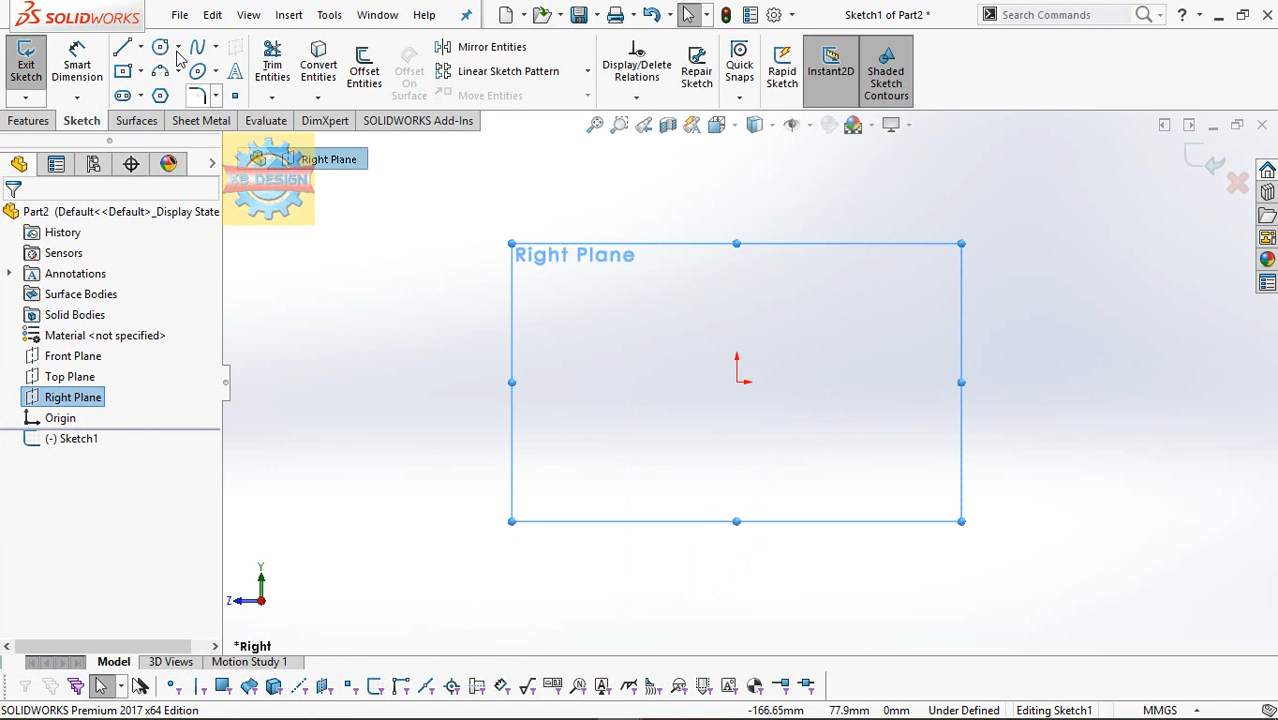 SOLIDWORKS
File Edit View Insert Tools Window Help
Sketch1 of Part2 *
Search Commands
?
Exit Sketch
Smart Dimension
Trim Entities
Convert Entities
Offset Entities
Offset On Surface
Mirror Entities
Linear Sketch Pattern
Move Entities
Display/Delete Relations
Repair Sketch
Quick Snaps
Rapid Sketch
Instant2D
Shaded Sketch Contours
Features Sketch Surfaces Sheet Metal Evaluate DimXpert SOLIDWORKS Add-Ins
Right Plane
Part2 (Default<<Default>_Display State
History
Sensors
Annotations
Surface Bodies
Solid Bodies
Material <not specified>
Front Plane
Top Plane
Right Plane
Origin
(-) Sketch1
Right Plane
Y
Z
*Right
Model 3D Views Motion Study 1
SOLIDWORKS Premium 2017 x64 Edition
-166.65mm 77.9mm 0mm Under Defined Editing Sketch1 MMGS